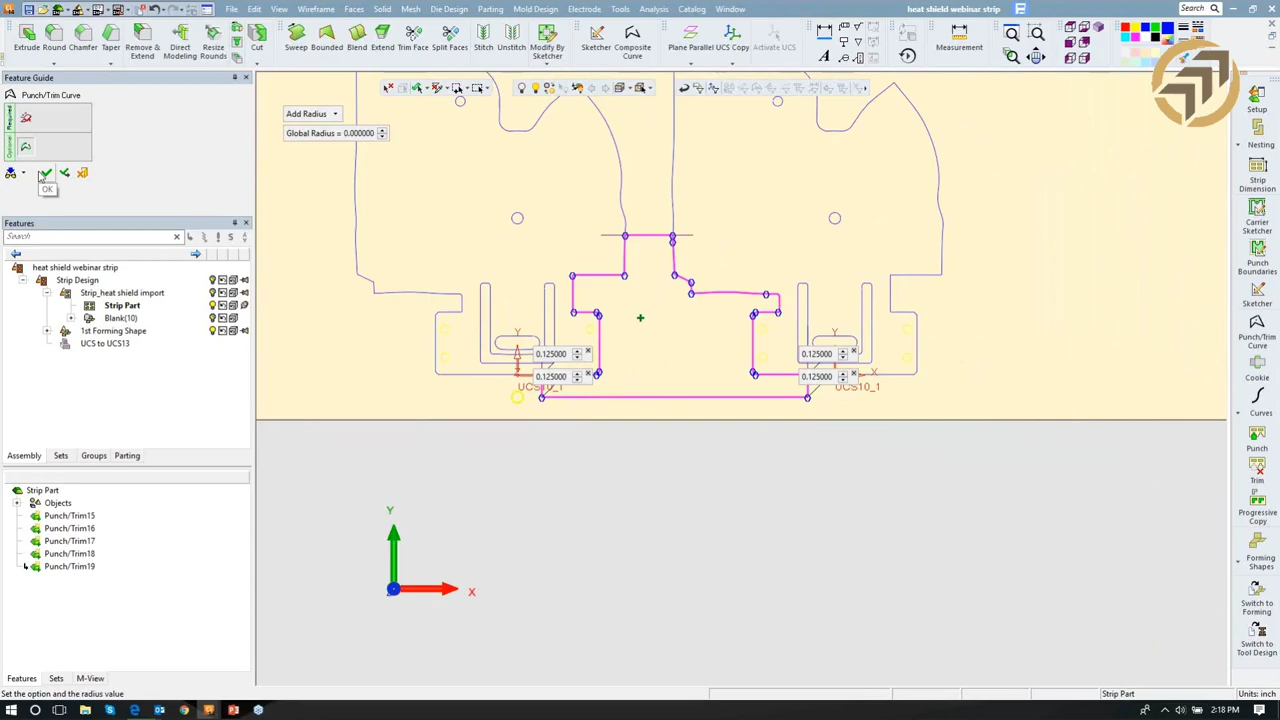 File View Edit Wireframe Faces Solid Mesh Die Design Parting Mold Design Electrode Tools Analysis Catalog Window
heat shield webinar strip
Search
Extrude Round Chamfer Taper Remove & Extend Direct Modeling Resize Rounds Cut Sweep Bounded Blend Extend Trim Face Split Faces Stitch Unstitch Modify By Sketcher Sketcher Composite Curve Plane Parallel UCS Copy Activate UCS Measurement
Feature Guide
Punch/Trim Curve
Required
Optional
OK
Add Radius
Global Radius = 0.000000
Features
Search
heat shield webinar strip
Strip Design
Strip_heat shield import
Strip Part
Blank(10)
1st Forming Shape
UCS to UCS13
Assembly Sets Groups Parting
Strip Part
Objects
Punch/Trim15
Punch/Trim16
Punch/Trim17
Punch/Trim18
Punch/Trim19
Features Sets M-View
Y
0.125000
0.125000
UCS10_1
Y
0.125000
0.125000
X
UCS10_1
Y
X
Setup
Nesting
Strip Dimension
Carrier Sketcher
Punch Boundaries
Sketcher
Punch/Trim Curve
Cookie
Curves
Punch
Trim
Progressive Copy
Forming Shapes
Switch to Forming
Switch to Tool Design
Set the option and the radius value
Strip Part
Units: inch
2:18 PM